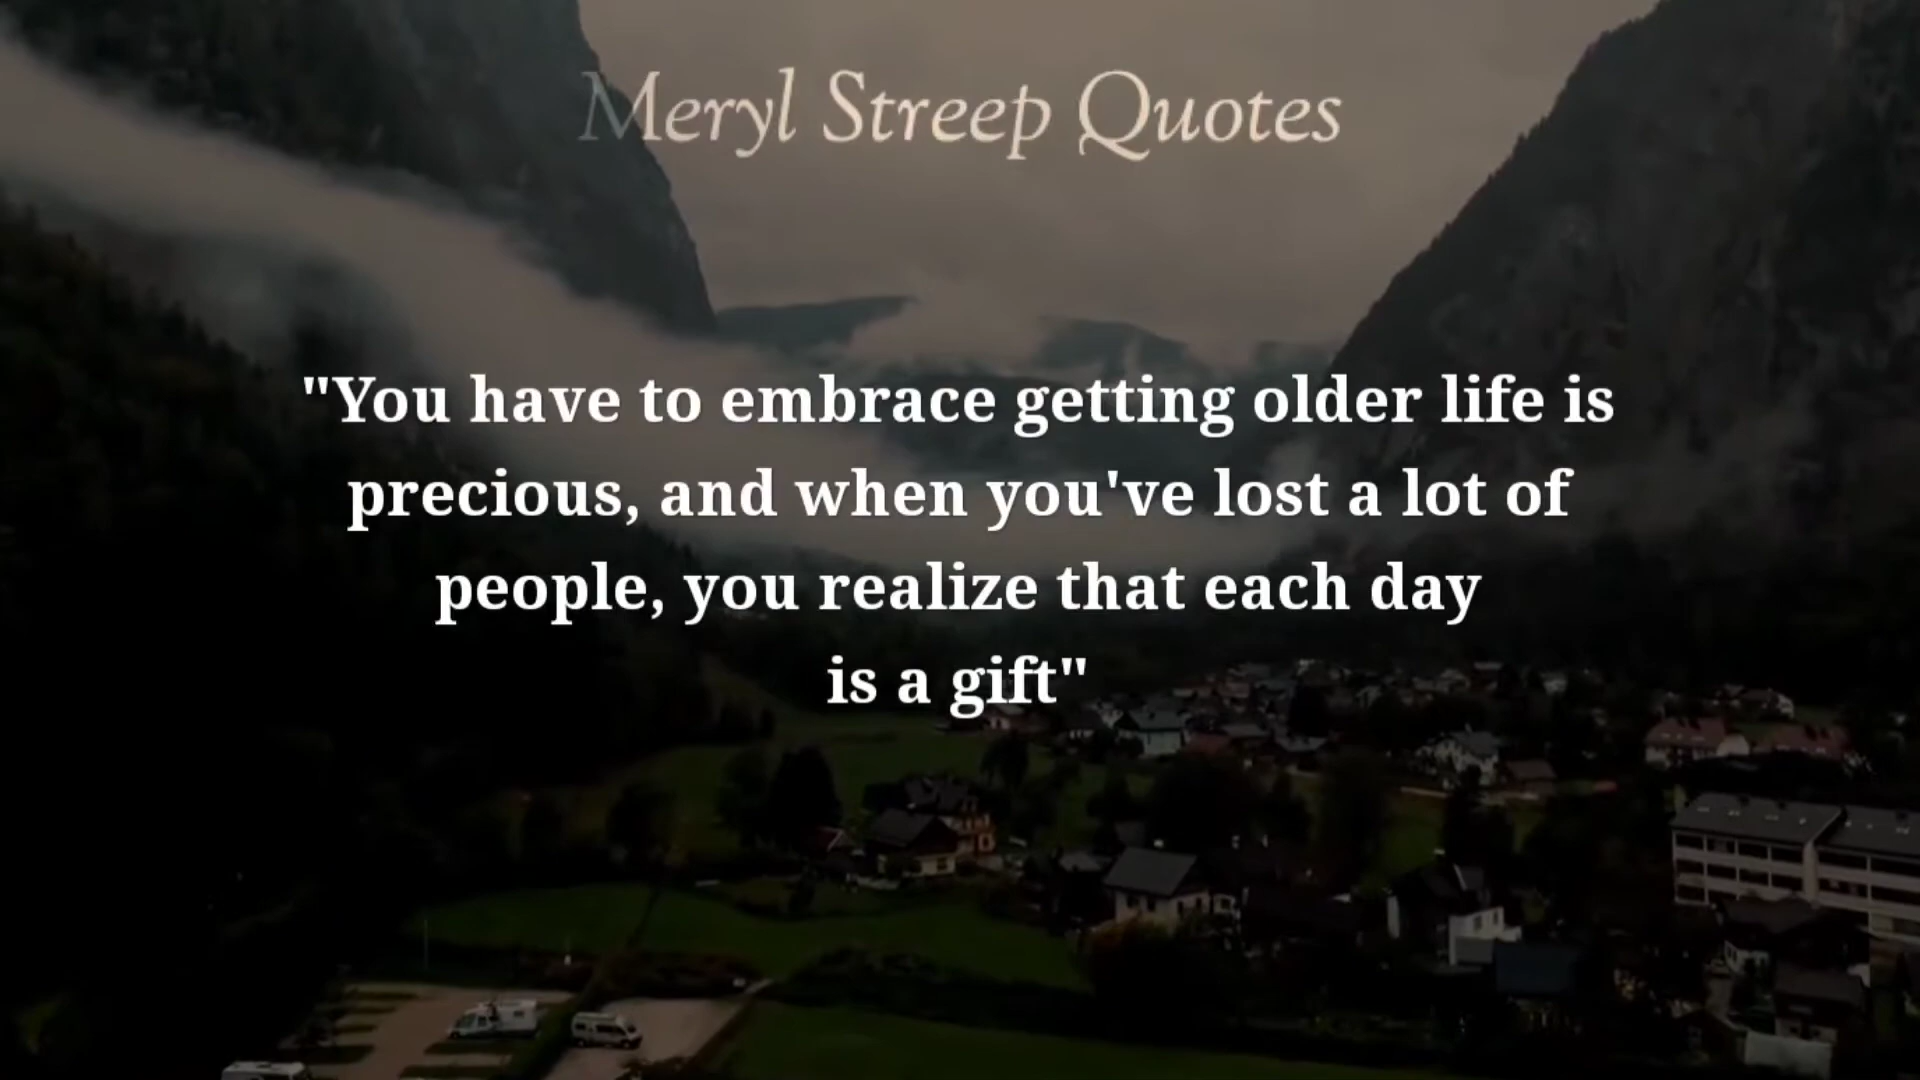 Meryl Streep Quotes
"You have to embrace getting older life is
precious, and when you've lost a lot of
people, you realize that each day
is a gift"